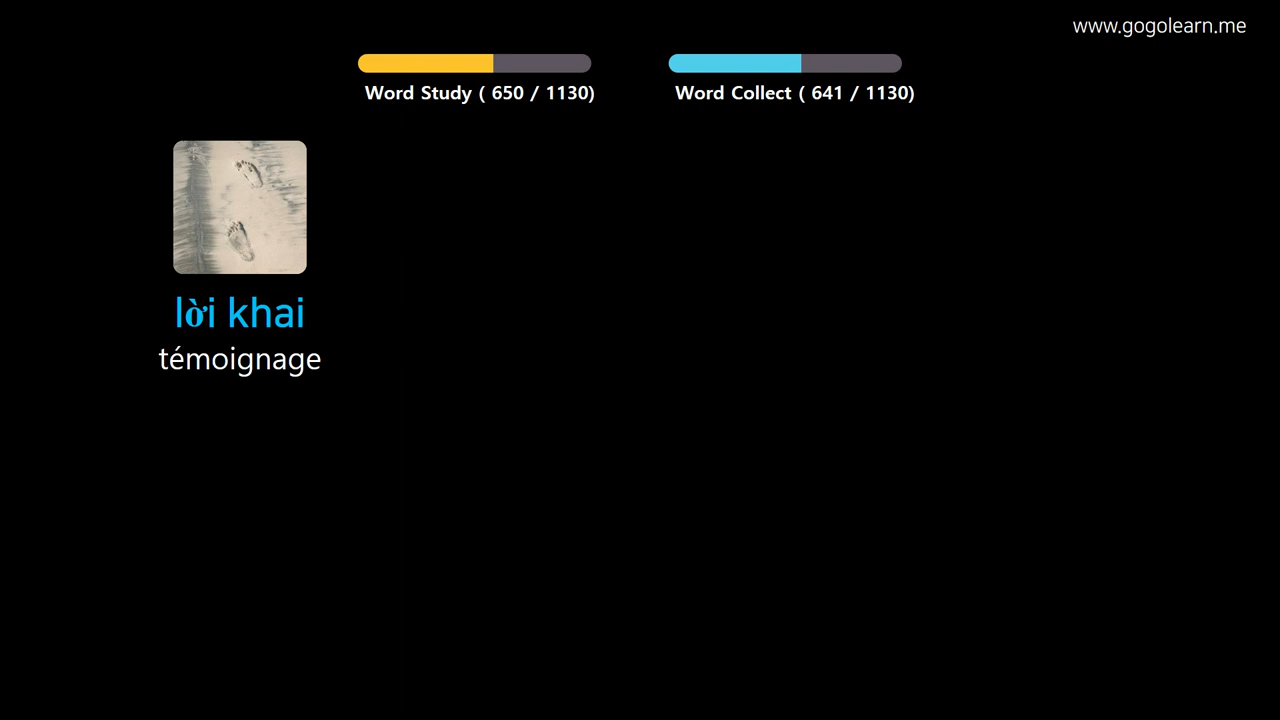 www.gogolearn.me
Word Study ( 650 / 1130)
Word Collect ( 641 / 1130)
lời khai
témoignage